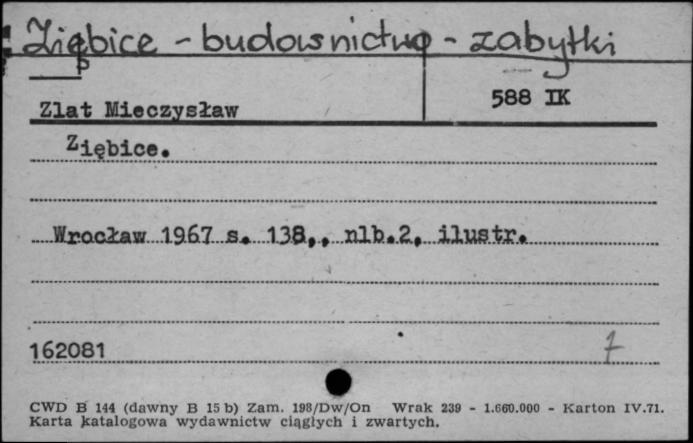 Ziębice - budownictwo - zabytki
588 IK
Zlat Mieczysław
Ziębice.
Wrocław 1967 s. 138,, nlb.2, ilustr.
162081
7
CWD B 144 (dawny B 15 b) Zam. 198/Dw/On Wrak 239 - 1.660.000 - Karton IV.71.
Karta katalogowa wydawnictw ciągłych i zwartych.